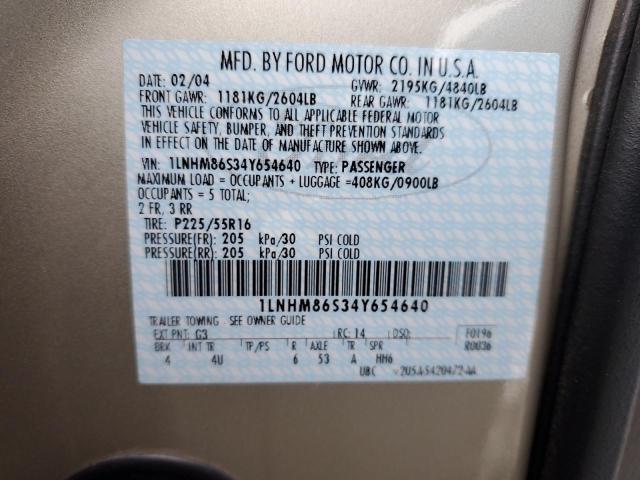 MFD. BY FORD MOTOR CO. IN U.S.A.
DATE: 02/04 GVWR: 2195KG/4840LB
FRONT GAWR: 1181KG/2604LB REAR GAWR: 1181KG/2604LB
THIS VEHICLE CONFORMS TO ALL APPLICABLE FEDERAL MOTOR
VEHICLE SAFETY, BUMPER, AND THEFT PREVENTION STANDARDS
IN EFFECT ON THE DATE OF MANUFACTURE SHOWN ABOVE.
VIN: 1LNHM86S34Y654640 TYPE: PASSENGER
MAXIMUM LOAD = OCCUPANTS + LUGGAGE =408KG/0900LB
OCCUPANTS = 5 TOTAL;
2 FR, 3 RR
TIRE: P225/55R16
PRESSURE(FR): 205 kPa/30 PSI COLD
PRESSURE(RR): 205 kPa/30 PSI COLD
1LNHM86S34Y654640
TRAILER TOWING - SEE OWNER GUIDE
EXT PNT: G3 RC: 14 DSO: F0196
BRK INT TR TP/PS R AXLE TR SPR R0036
4 4U 6 53 A HH6
UBC